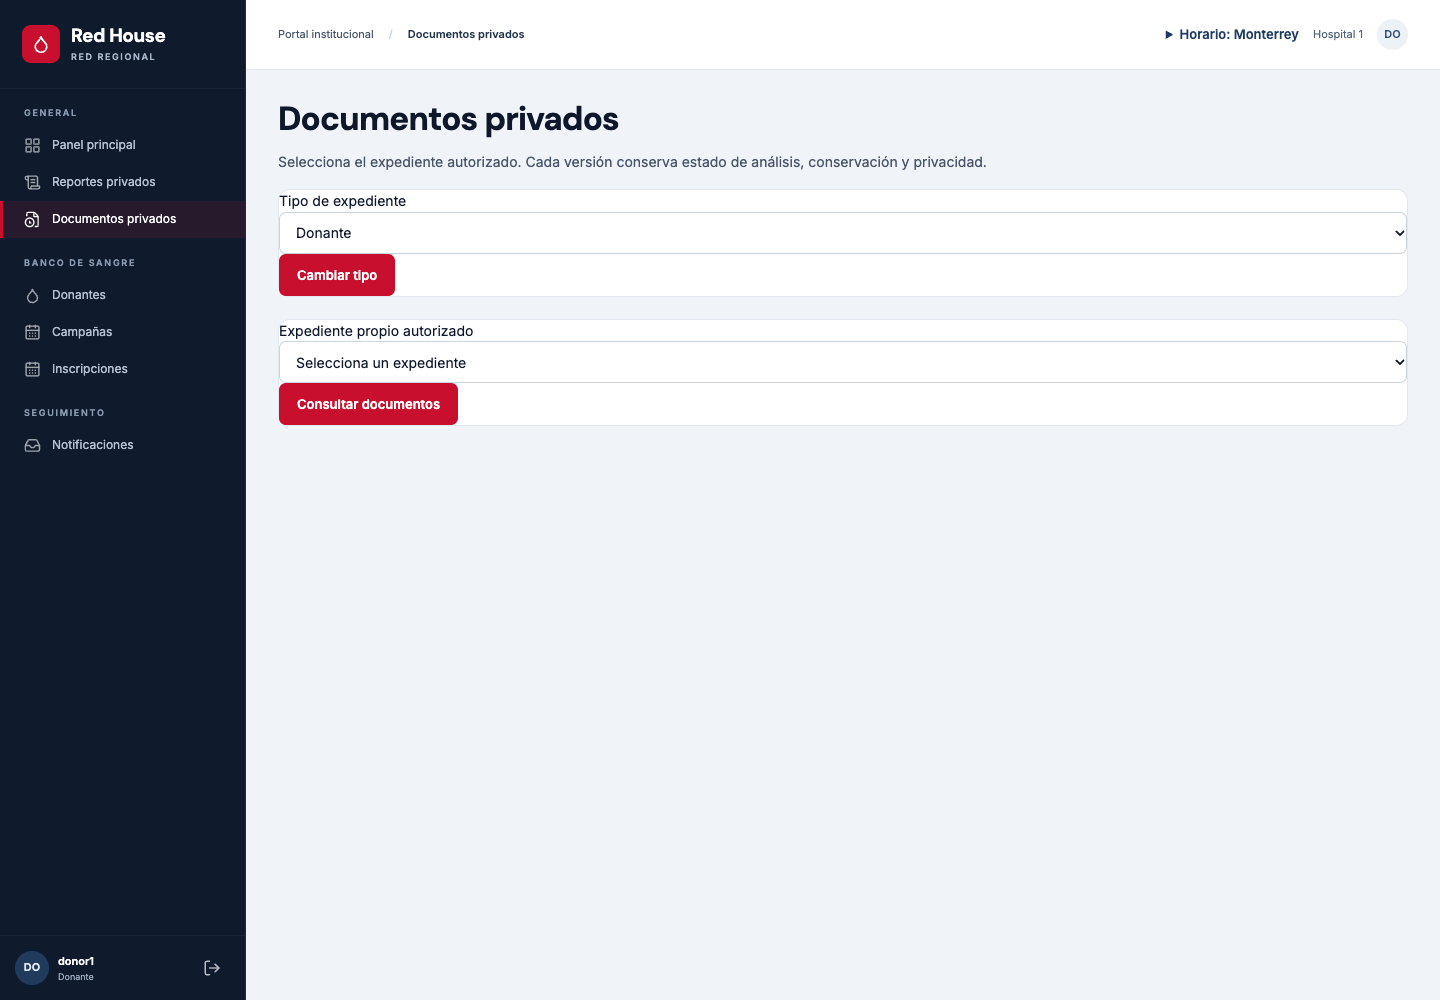 Red House
RED REGIONAL
GENERAL
Panel principal
Reportes privados
Documentos privados
BANCO DE SANGRE
Donantes
Campañas
Inscripciones
SEGUIMIENTO
Notificaciones
DO
donor1
Donante
Portal institucional / Documentos privados
Horario: Monterrey
Hospital 1
DO
Documentos privados
Selecciona el expediente autorizado. Cada versión conserva estado de análisis, conservación y privacidad.
Tipo de expediente
Donante
Cambiar tipo
Expediente propio autorizado
Selecciona un expediente
Consultar documentos